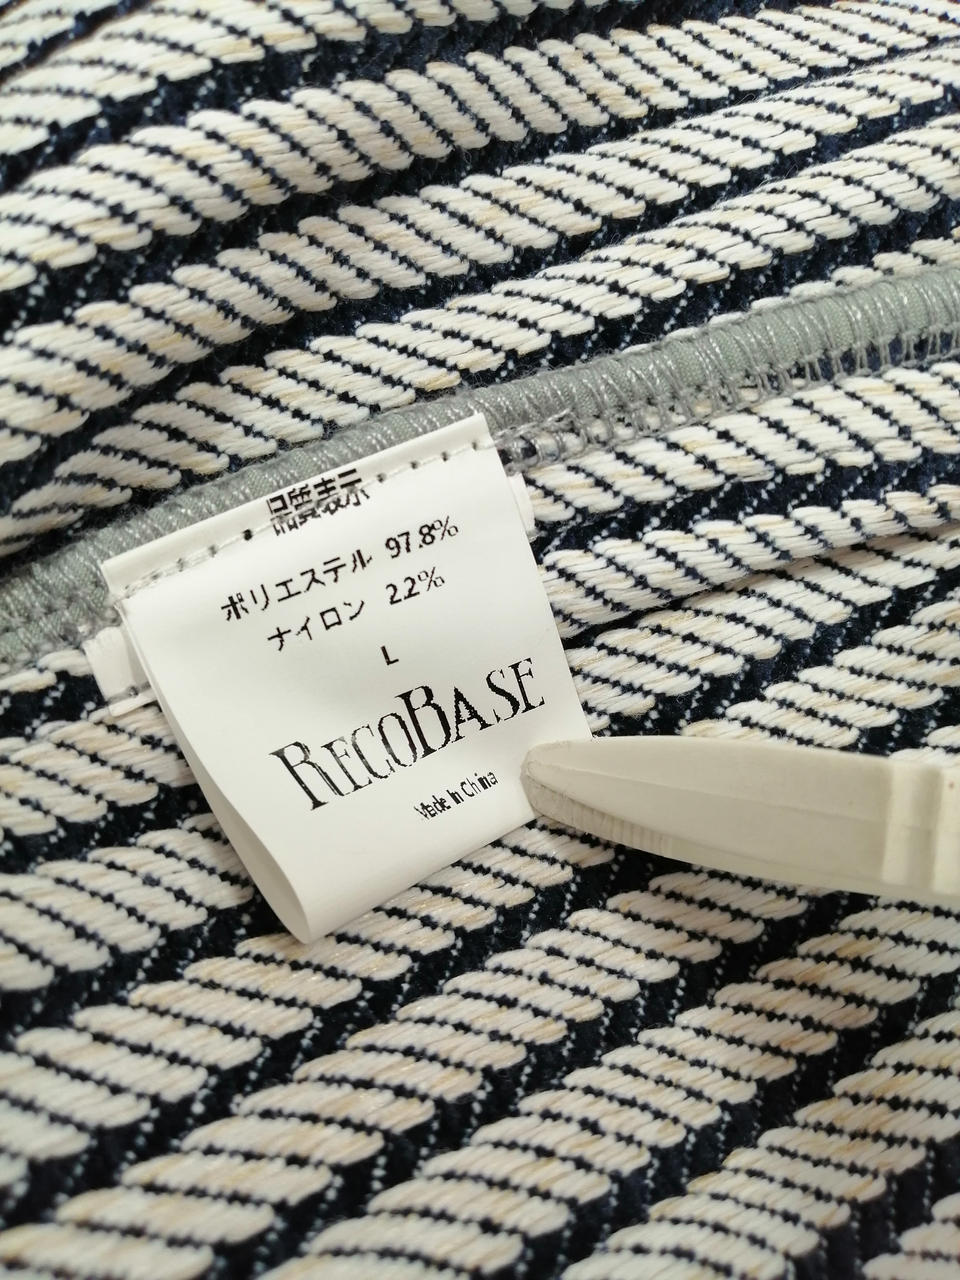 品質表示
ポリエステル 97.8%
ナイロン 2.2%
L
RECOBASE
Made In China